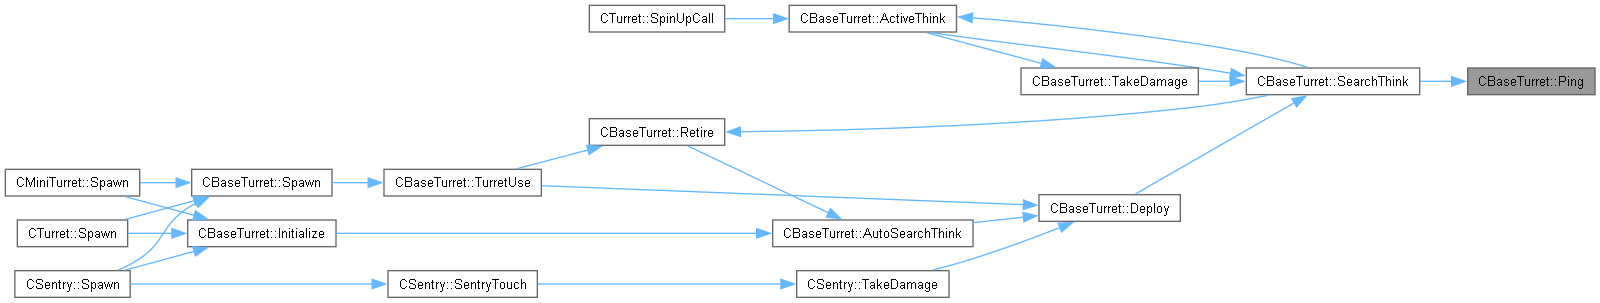 CTurret::SpinUpCall
CBaseTurret::ActiveThink
CBaseTurret::TakeDamage
CBaseTurret::SearchThink
CBaseTurret::Ping
CBaseTurret::Retire
CMiniTurret::Spawn
CBaseTurret::Spawn
CBaseTurret::TurretUse
CBaseTurret::Deploy
CTurret::Spawn
CBaseTurret::Initialize
CBaseTurret::AutoSearchThink
CSentry::Spawn
CSentry::SentryTouch
CSentry::TakeDamage